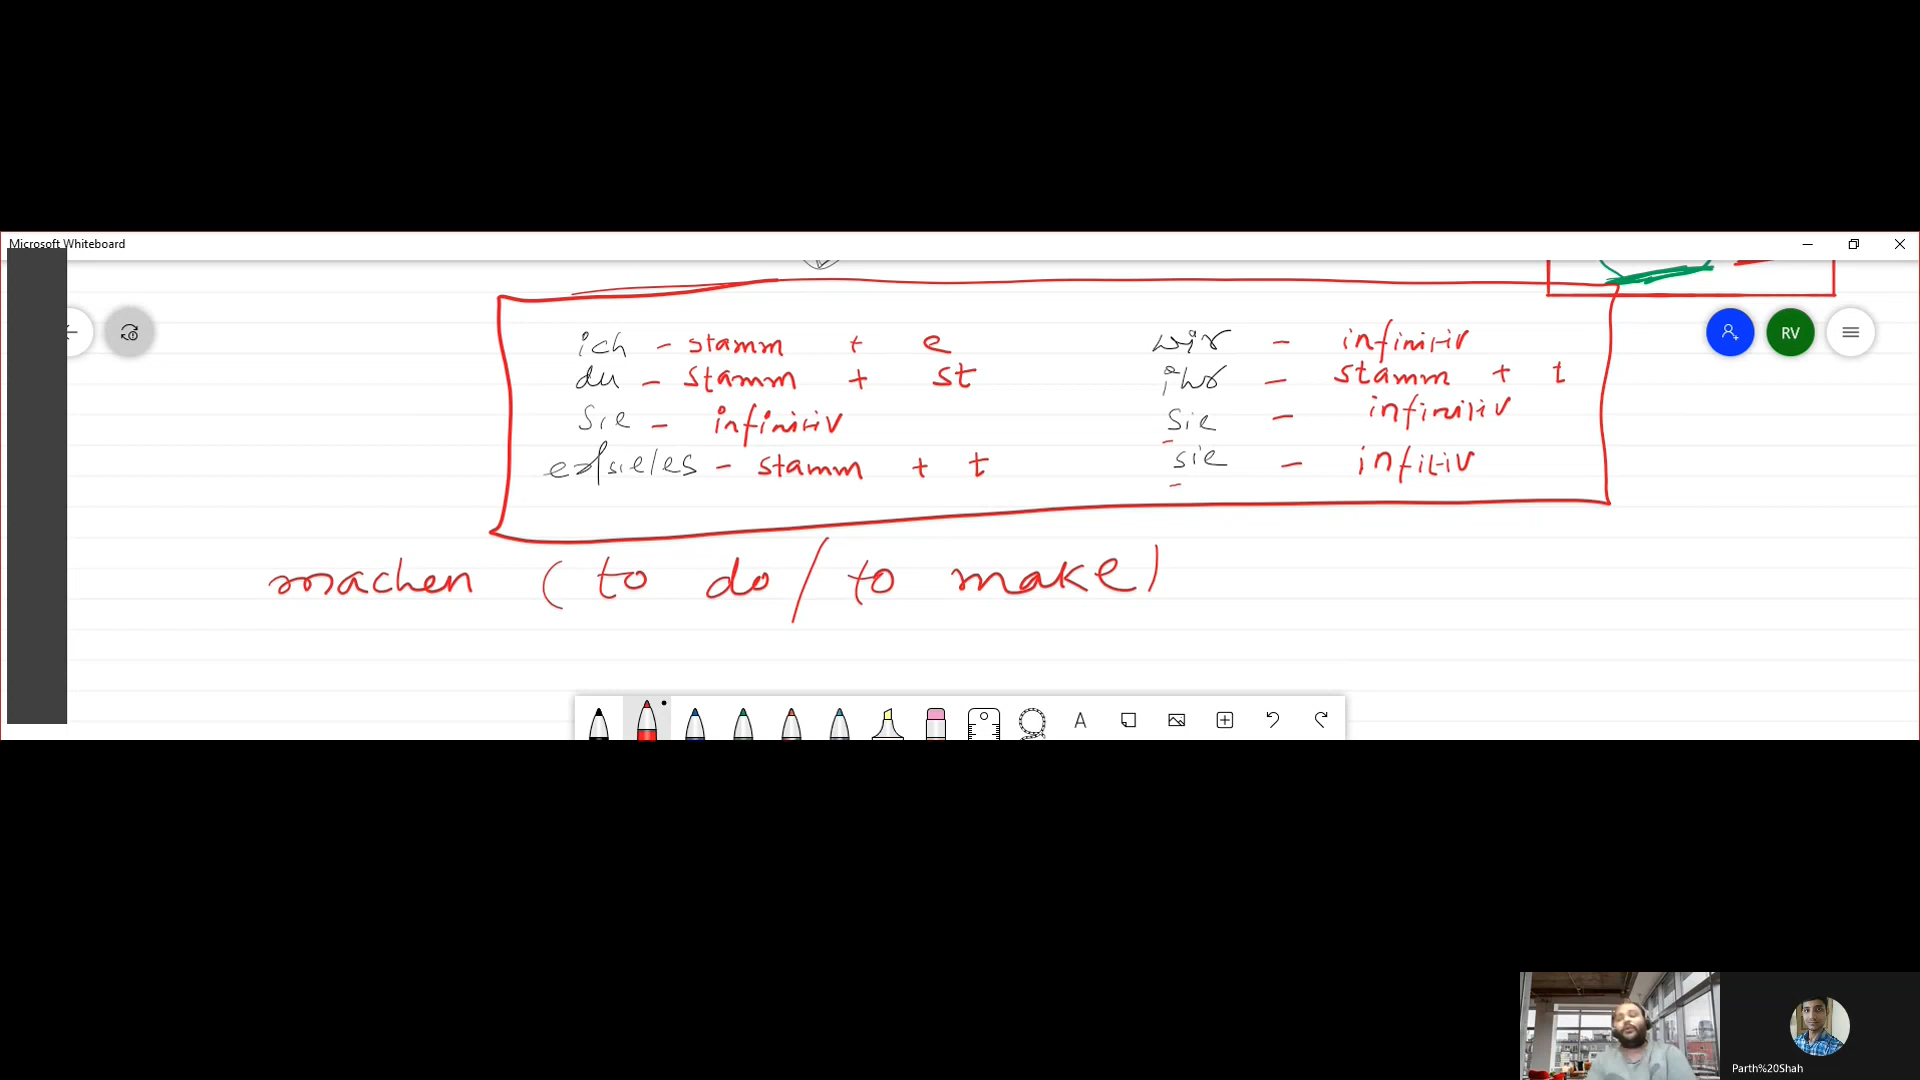 Microsoft Whiteboard
RV
ich - stamm + e
wir - infinitiv
du - stamm + st
ihr - stamm + t
Sie - infinitiv
Sie - infinitiv
er/sie/es - stamm + t
sie - infitiv
machen ( to do / to make )
A
Parth%20Shah